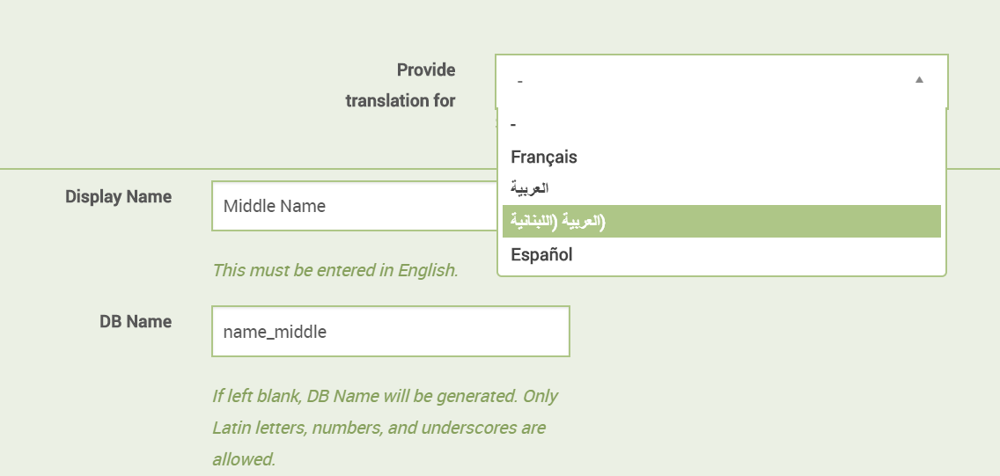 Provide
translation for
-
-
Français
العربية
العربية (اللبنانية)
Español
Display Name
Middle Name
This must be entered in English.
DB Name
name_middle
If left blank, DB Name will be generated. Only
Latin letters, numbers, and underscores are
allowed.